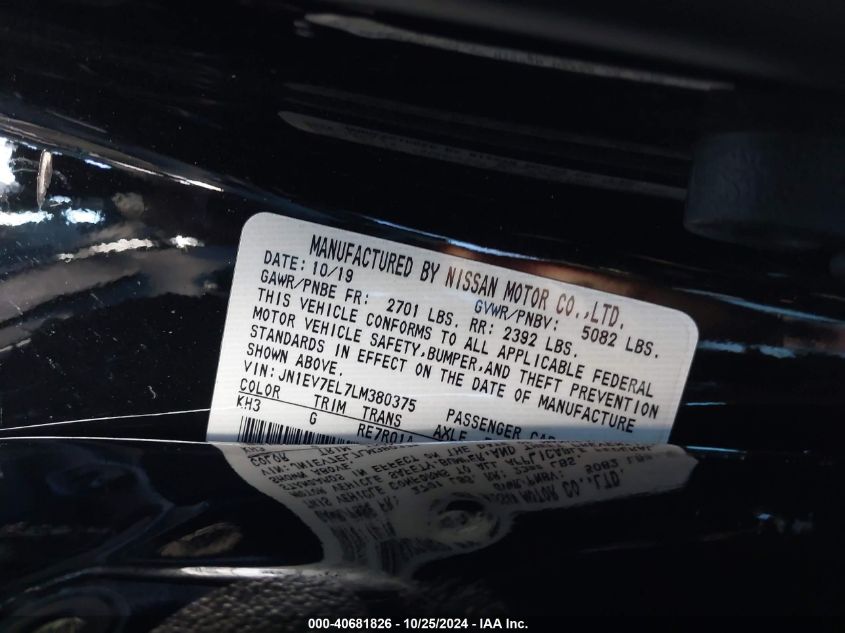 MANUFACTURED BY NISSAN MOTOR CO.,LTD.
DATE: 10/19 GVWR/PNBV: 5082 LBS.
GAWR/PNBE FR: 2701 LBS. RR: 2392 LBS.
THIS VEHICLE CONFORMS TO ALL APPLICABLE FEDERAL
MOTOR VEHICLE SAFETY,BUMPER,AND THEFT PREVENTION
STANDARDS IN EFFECT ON THE DATE OF MANUFACTURE
SHOWN ABOVE.
VIN: JN1EV7EL7LM380375 PASSENGER CAR
COLOR TRIM TRANS AXLE
KH3 G RE7R01A
000-40681826 - 10/25/2024 - IAA Inc.